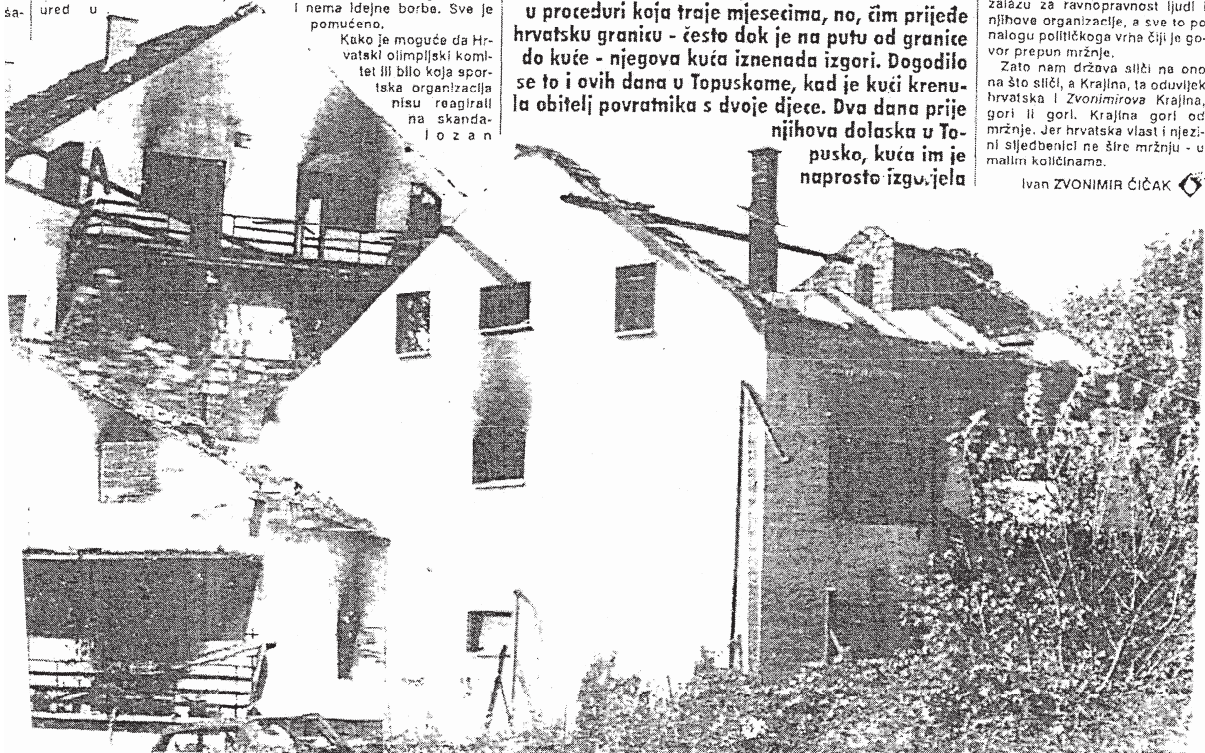 ša-
ured u
i nema idejne borbe. Sve je
pomućeno.
Kako je moguće da Hr-
vatski olimpijski komi-
tet ili bilo koja spor-
tska organizacija
nisu reagirali
na skanda-
lozan
u proceduri koja traje mjesecima, no, čim prijeđe
hrvatsku granicu - često dok je na putu od granice
do kuće - njegova kuća iznenada izgori. Dogodilo
se to i ovih dana u Topuskome, kad je kući krenu-
la obitelj povratnika s dvoje djece. Dva dana prije
njihova dolaska u To-
pusko, kuća im je
naprosto izgorjela
zalažu za ravnopravnost ljudi i
njihove organizacije, a sve to po
nalogu političkoga vrha čiji je go-
vor prepun mržnje.
Zato nam država sliči na ono
na što sliči, a Krajina, ta oduvijek
hrvatska i Zvonimirova Krajina,
gori li gori. Krajina gori od
mržnje. Jer hrvatska vlast i njezi-
ni sljedbenici ne šire mržnju - u
malim količinama.
Ivan ZVONIMIR ČIČAK